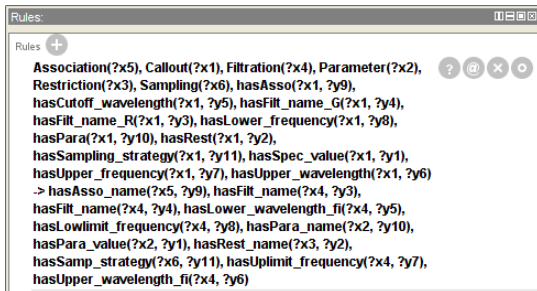 Rules:
Rules
Association(?x5), Callout(?x1), Filtration(?x4), Parameter(?x2),
Restriction(?x3), Sampling(?x6), hasAsso(?x1, ?y9),
hasCutoff_wavelength(?x1, ?y5), hasFilt_name_G(?x1, ?y4),
hasFilt_name_R(?x1, ?y3), hasLower_frequency(?x1, ?y8),
hasPara(?x1, ?y10), hasRest(?x1, ?y2),
hasSampling_strategy(?x1, ?y11), hasSpec_value(?x1, ?y1),
hasUpper_frequency(?x1, ?y7), hasUpper_wavelength(?x1, ?y6)
-> hasAsso_name(?x5, ?y9), hasFilt_name(?x4, ?y3),
hasFilt_name(?x4, ?y4), hasLower_wavelength_fi(?x4, ?y5),
hasLowlimit_frequency(?x4, ?y8), hasPara_name(?x2, ?y10),
hasPara_value(?x2, ?y1), hasRest_name(?x3, ?y2),
hasSamp_strategy(?x6, ?y11), hasUplimit_frequency(?x4, ?y7),
hasUpper_wavelength_fi(?x4, ?y6)